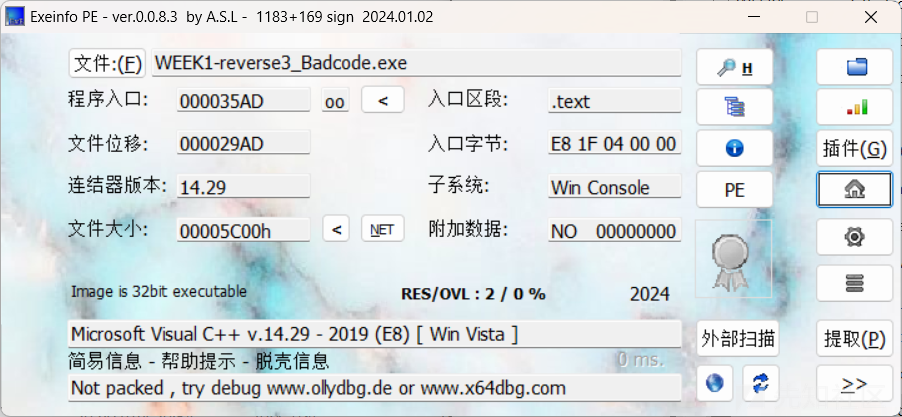 Exeinfo PE - ver.0.0.8.3 by A.S.L - 1183+169 sign 2024.01.02
文件:(F) WEEK1-reverse3_Badcode.exe H
程序入口: 000035AD oo < 入口区段: .text
文件位移: 000029AD 入口字节: E8 1F 04 00 00 插件(G)
连结器版本: 14.29 子系统: Win Console PE
文件大小: 00005C00h < NET 附加数据: NO 00000000
Image is 32bit executable RES/OVL : 2 / 0 % 2024
Microsoft Visual C++ v.14.29 - 2019 (E8) [ Win Vista ] 外部扫描 提取(P)
简易信息 - 帮助提示 - 脱壳信息 0 ms.
Not packed , try debug www.ollydbg.de or www.x64dbg.com >>